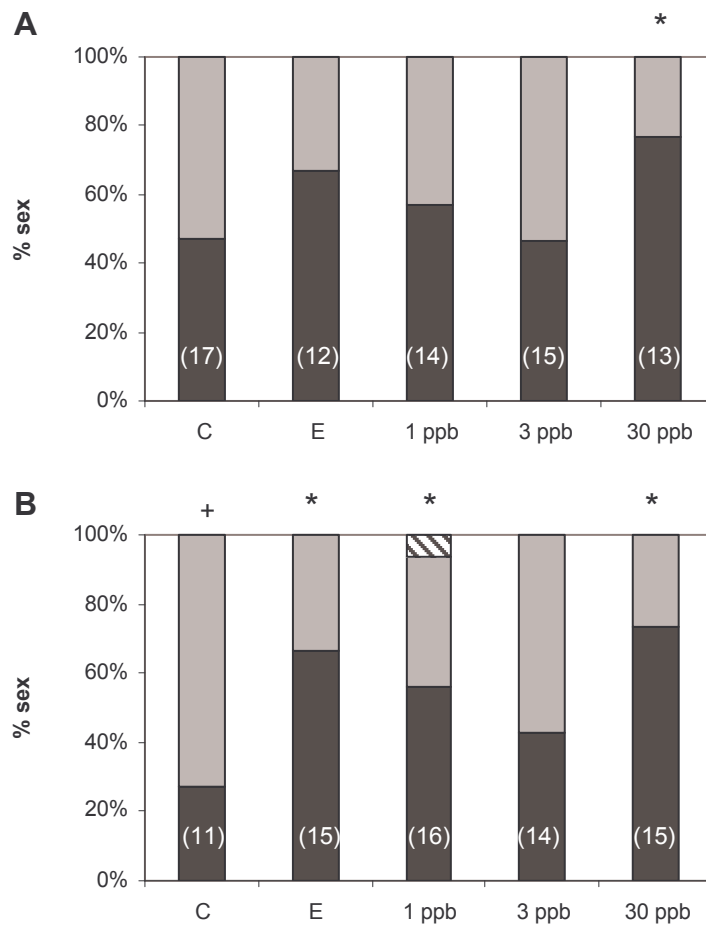 A
*
100%
80%
60%
40%
20%
0%
% sex
(17) (12) (14) (15) (13)
C E 1 ppb 3 ppb 30 ppb
B
+ * * *
100%
80%
60%
40%
20%
0%
% sex
(11) (15) (16) (14) (15)
C E 1 ppb 3 ppb 30 ppb